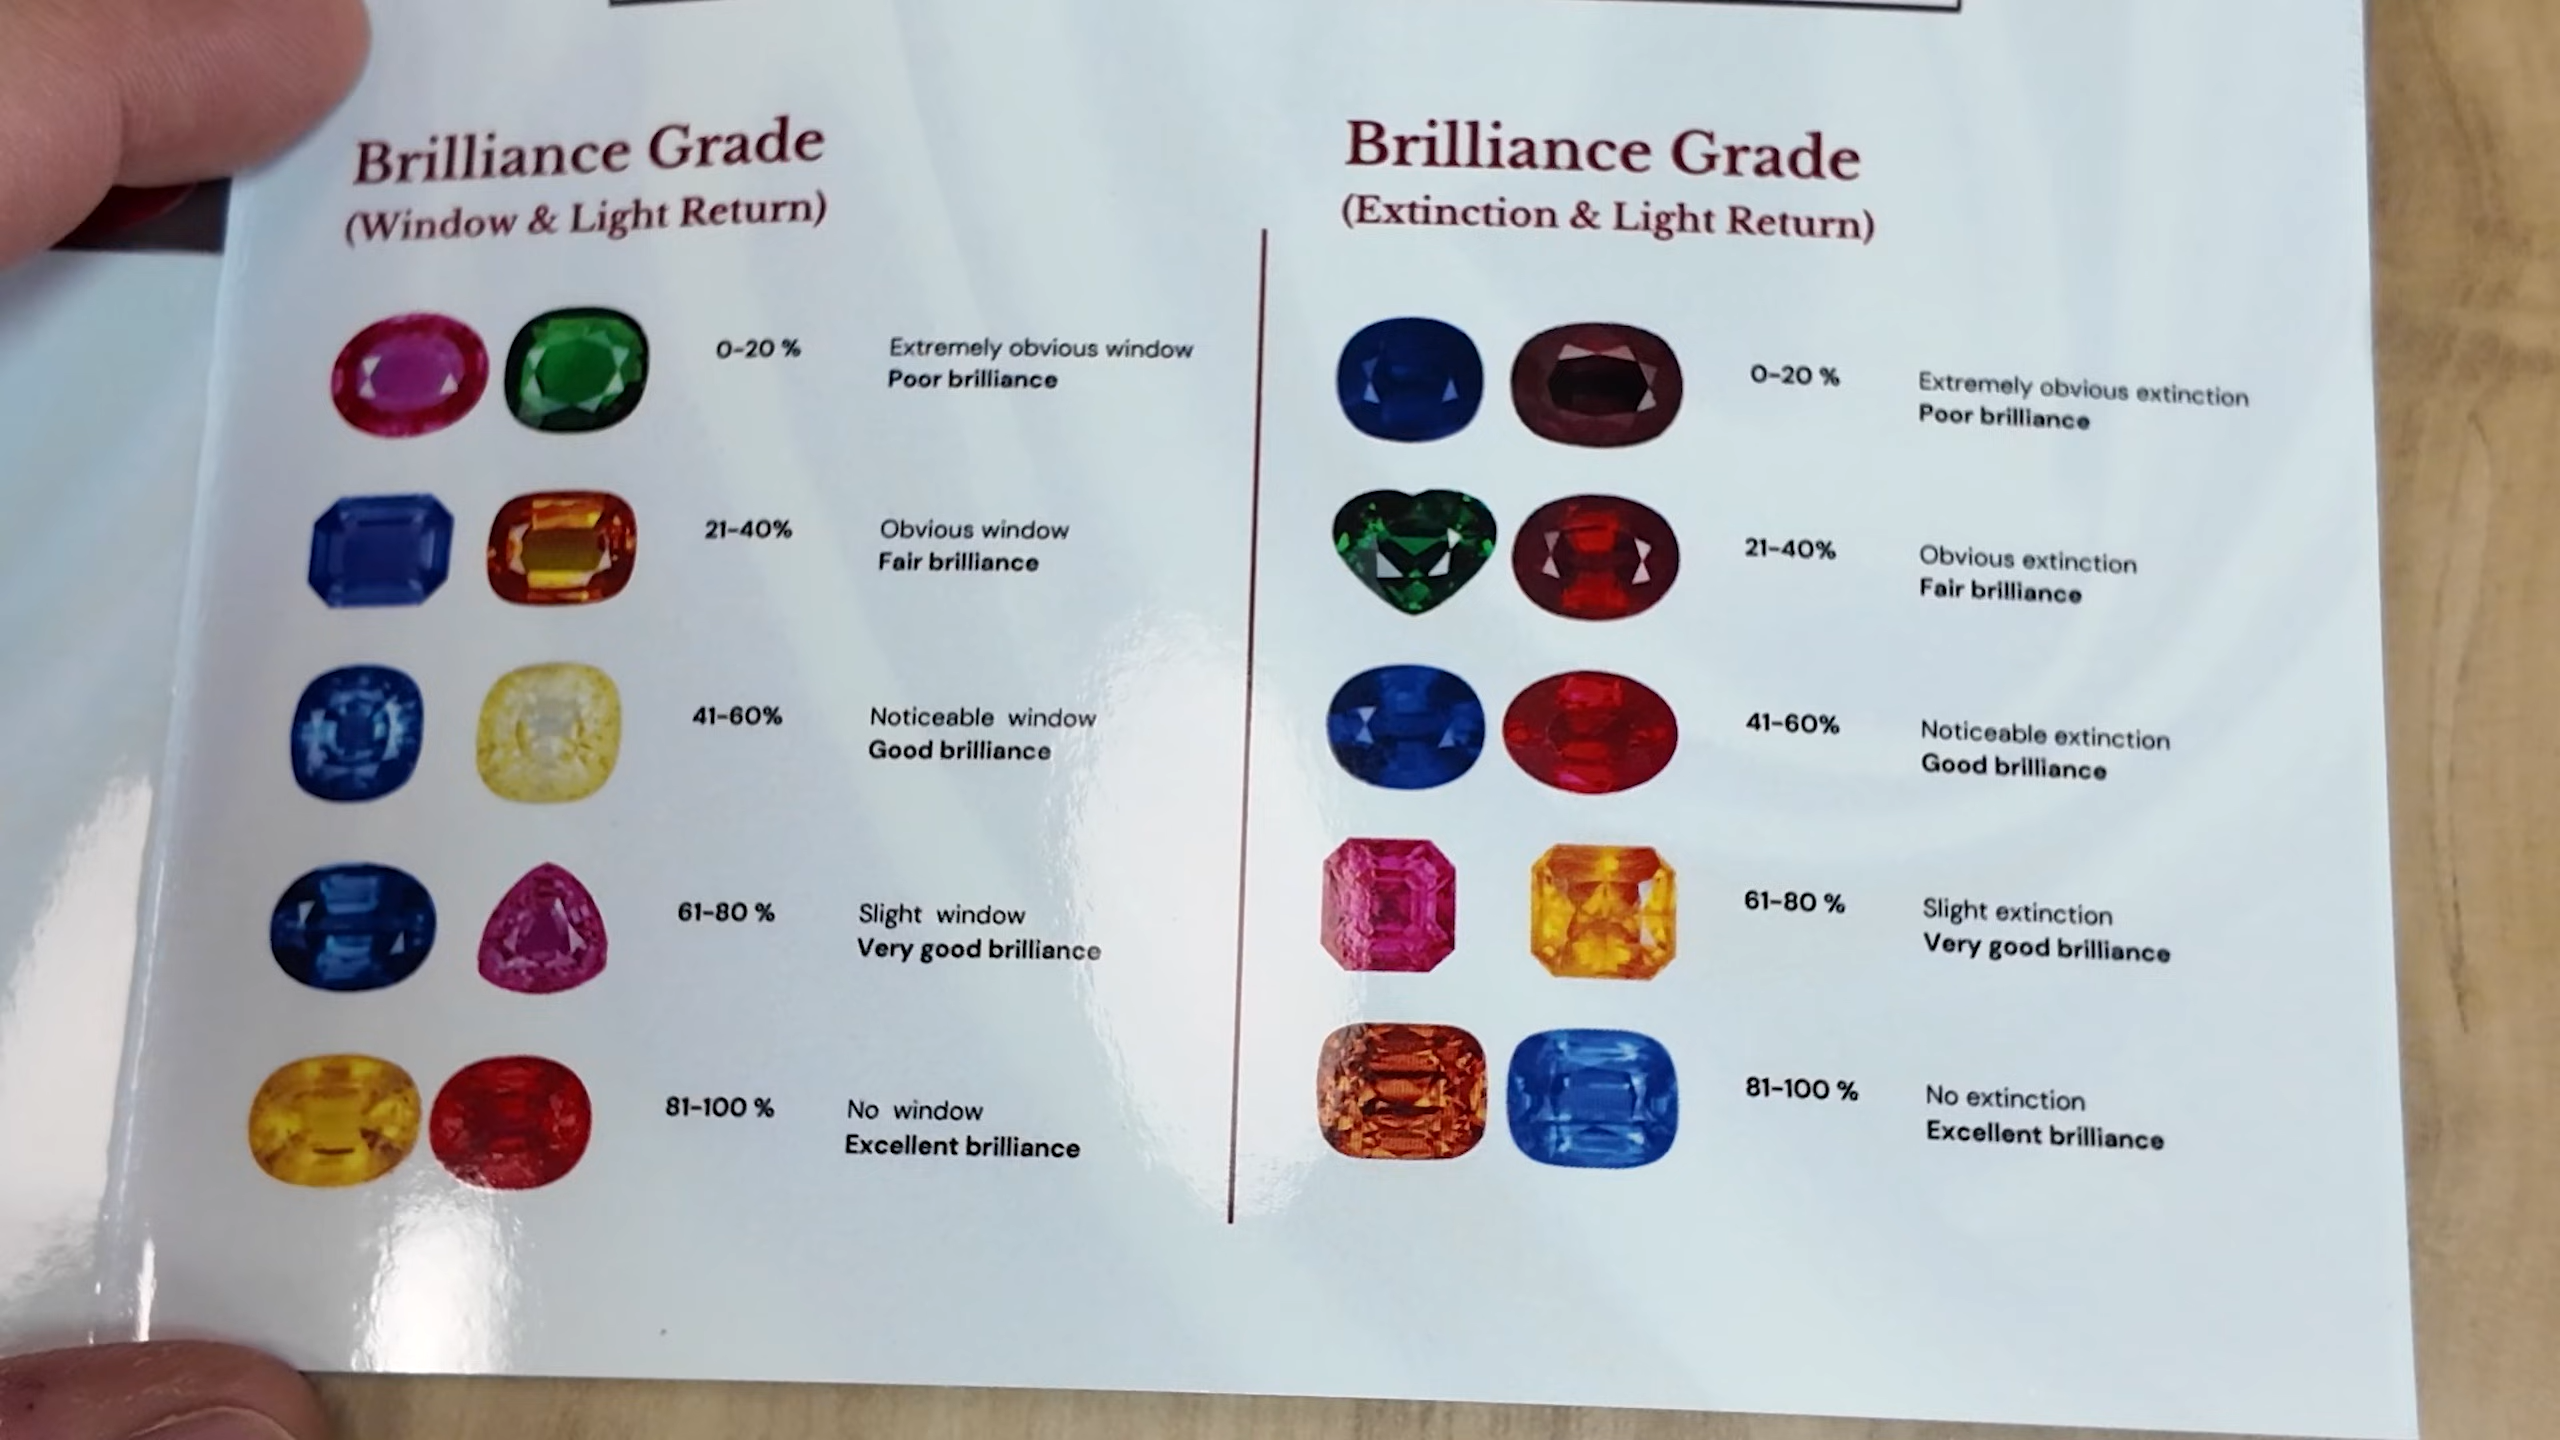 Brilliance Grade
(Window & Light Return)
0-20 %
Extremely obvious window
Poor brilliance
21-40%
Obvious window
Fair brilliance
41-60%
Noticeable window
Good brilliance
61-80 %
Slight window
Very good brilliance
81-100 %
No window
Excellent brilliance
Brilliance Grade
(Extinction & Light Return)
0-20 %
Extremely obvious extinction
Poor brilliance
21-40%
Obvious extinction
Fair brilliance
41-60%
Noticeable extinction
Good brilliance
61-80 %
Slight extinction
Very good brilliance
81-100 %
No extinction
Excellent brilliance